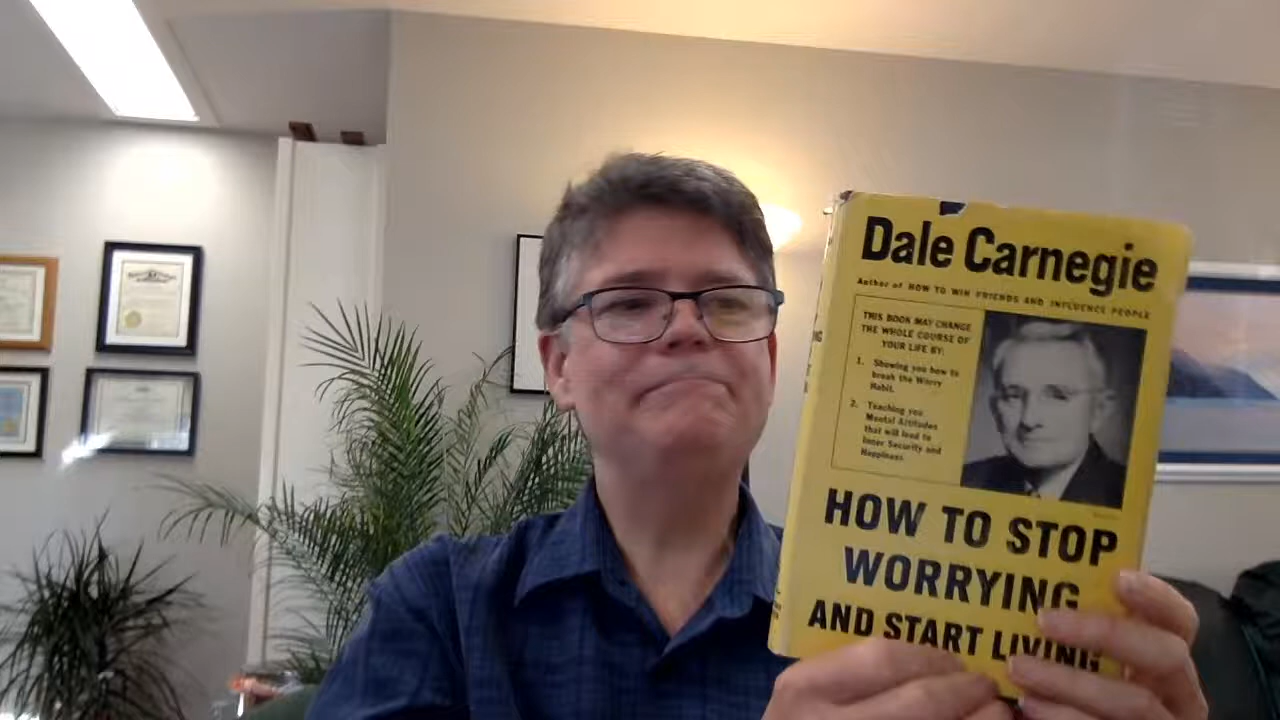 Dale Carnegie
Author of HOW TO WIN FRIENDS AND INFLUENCE PEOPLE
THIS BOOK MAY CHANGE
THE WHOLE COURSE OF
YOUR LIFE BY:
1. Showing you how to
break the Worry
Habit.
2. Teaching you
Mental Attitudes
that will lead to
Inner Security and
Happiness.
HOW TO STOP
WORRYING
AND START LIVING